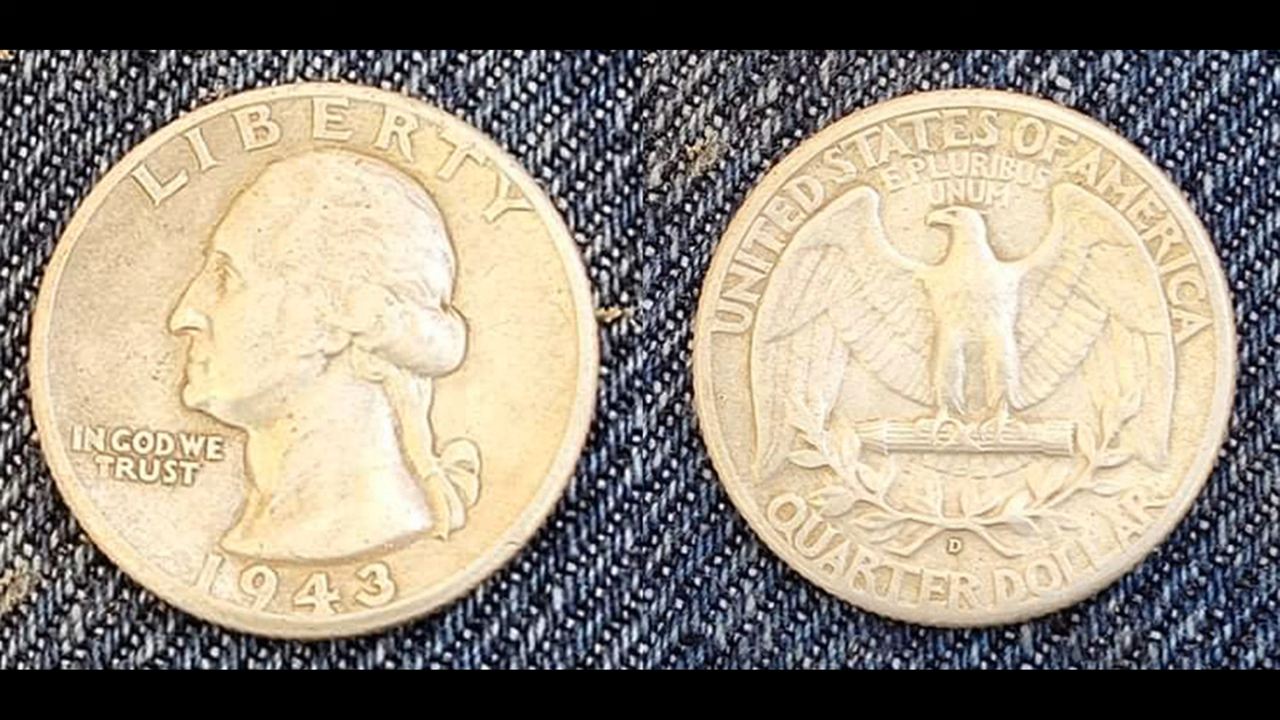 LIBERTY
IN GOD WE
TRUST
1943
UNITED STATES OF AMERICA
E PLURIBUS
UNUM
D
QUARTER DOLLAR